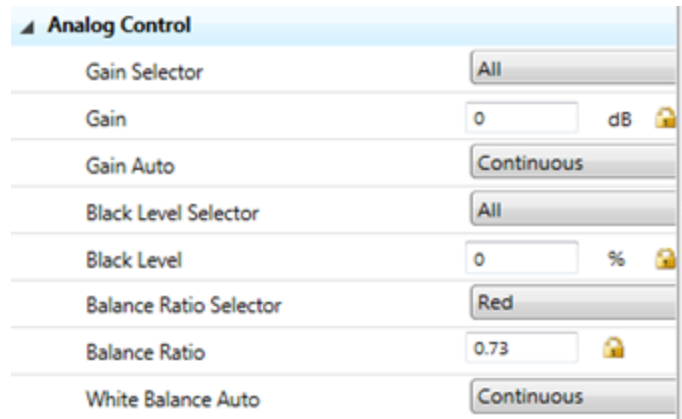 Analog Control
Gain Selector All
Gain 0 dB
Gain Auto Continuous
Black Level Selector All
Black Level 0 %
Balance Ratio Selector Red
Balance Ratio 0.73
White Balance Auto Continuous